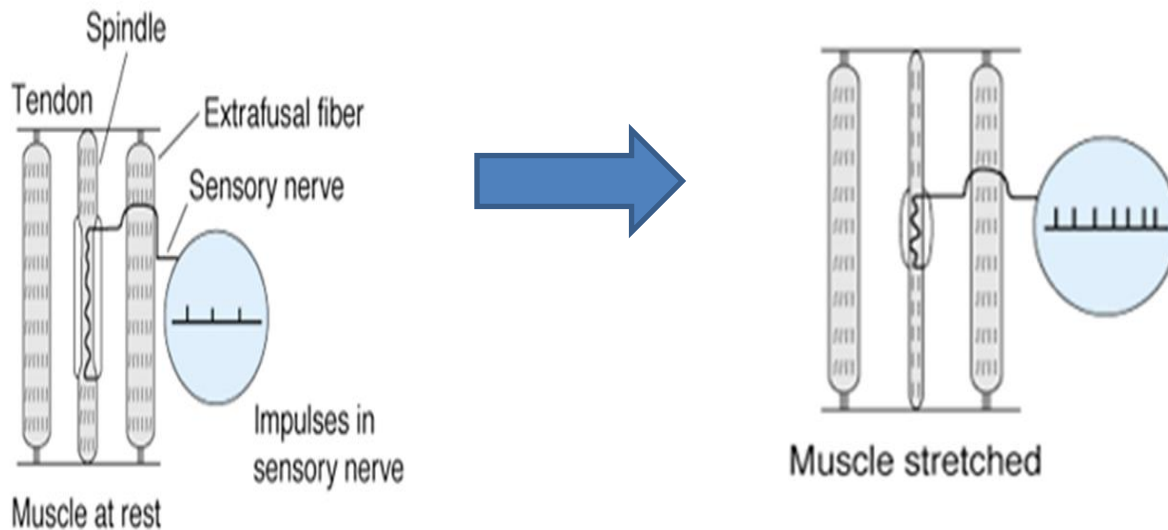 Spindle
Tendon
Extrafusal fiber
Sensory nerve
Impulses in
sensory nerve
Muscle at rest
Muscle stretched